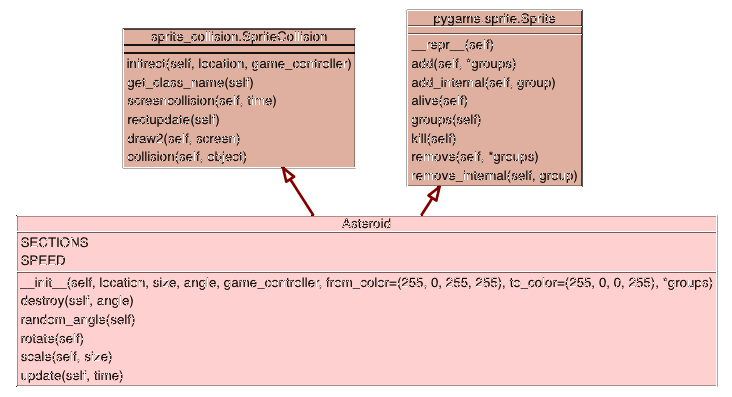 sprite_collision.SpriteCollision
initrect(self, location, game_controller)
get_class_name(self)
screencollision(self, time)
rectupdate(self)
draw2(self, screen)
collision(self, object)
pygame.sprite.Sprite
__repr__(self)
add(self, *groups)
add_internal(self, group)
alive(self)
groups(self)
kill(self)
remove(self, *groups)
remove_internal(self, group)
Asteroid
SECTIONS
SPEED
__init__(self, location, size, angle, game_controller, from_color=(255, 0, 255, 255), to_color=(255, 0, 0, 255), *groups)
destroy(self, angle)
random_angle(self)
rotate(self)
scale(self, size)
update(self, time)